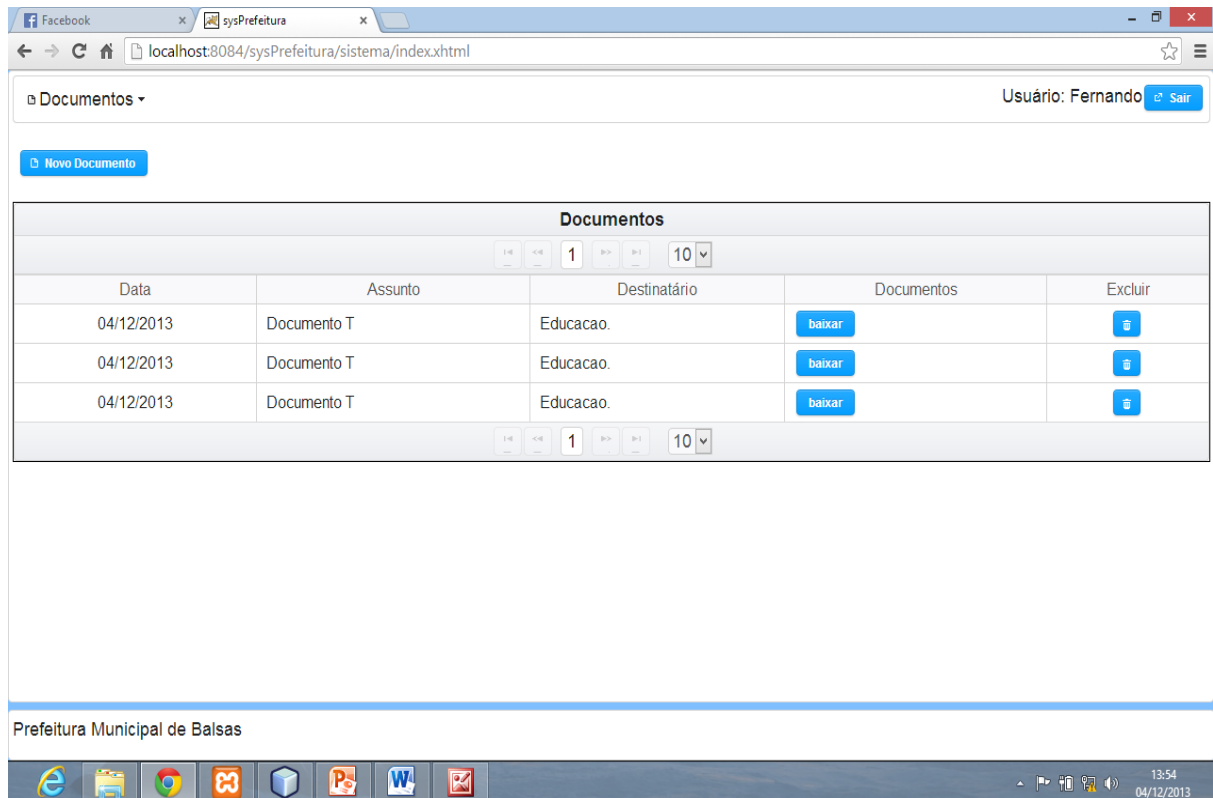 Facebook
sysPrefeitura
localhost:8084/sysPrefeitura/sistema/index.xhtml
Documentos
Usuário: Fernando Sair
Novo Documento
Documentos
1 10
Data Assunto Destinatário Documentos Excluir
04/12/2013 Documento T Educacao. baixar
04/12/2013 Documento T Educacao. baixar
04/12/2013 Documento T Educacao. baixar
1 10
Prefeitura Municipal de Balsas
13:54
04/12/2013